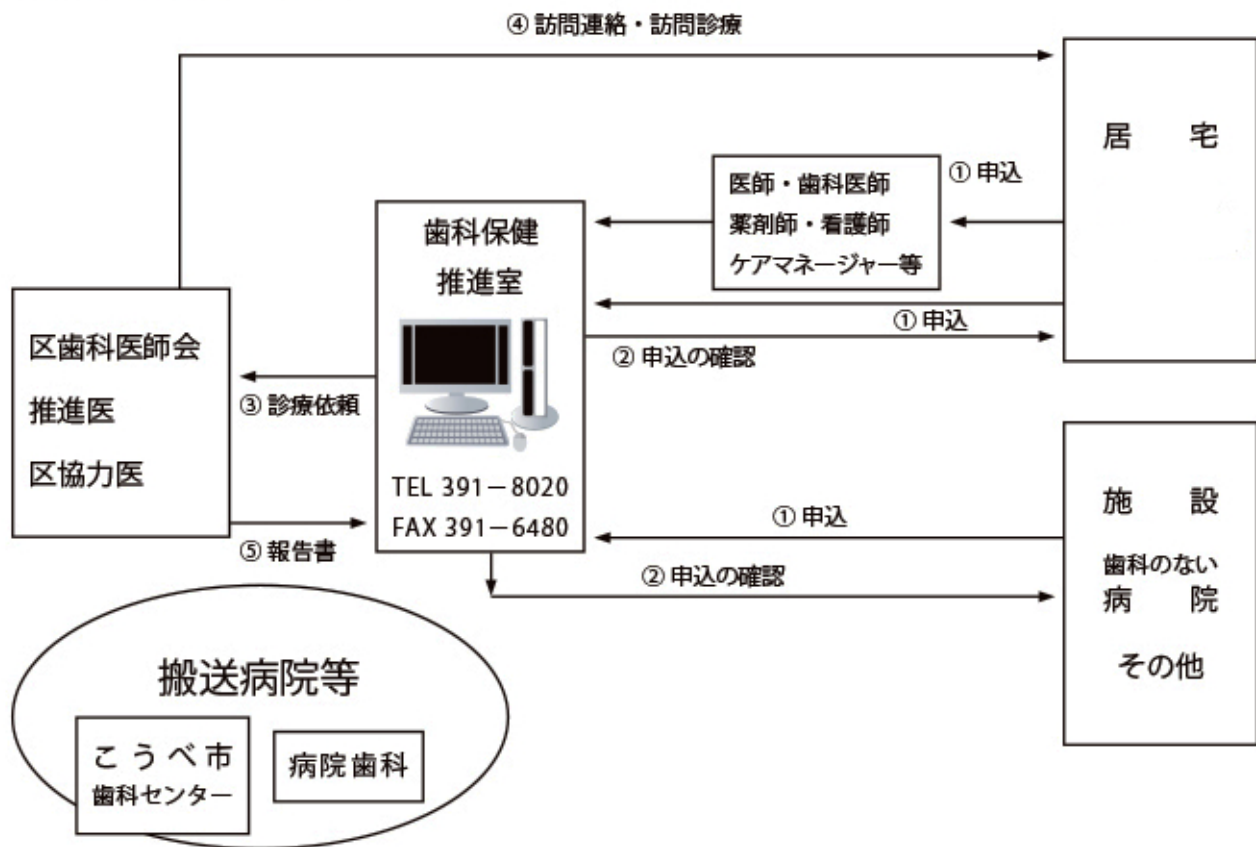 ④ 訪問連絡・訪問診療
居 宅
① 申込
医師・歯科医師
薬剤師・看護師
ケアマネージャー等
歯科保健
推進室
① 申込
② 申込の確認
区歯科医師会
推進医
区協力医
③ 診療依頼
TEL 391－8020
FAX 391－6480
⑤ 報告書
① 申込
② 申込の確認
施 設
歯科のない
病 院
その他
搬送病院等
こうべ市
歯科センター
病院歯科